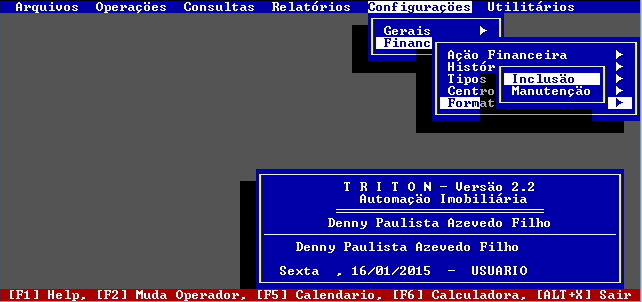 Arquivos Operações Consultas Relatórios Configurações Utilitários
Gerais
Financ
Ação Financeira
Histór
Tipos
Centro
Format
Inclusão
Manutenção
T R I T O N - Versão 2.2
Automação Imobiliária
Denny Paulista Azevedo Filho
Denny Paulista Azevedo Filho
Sexta , 16/01/2015 - USUARIO
[F1] Help, [F2] Muda Operador, [F5] Calendario, [F6] Calculadora, [ALT+X] Sair